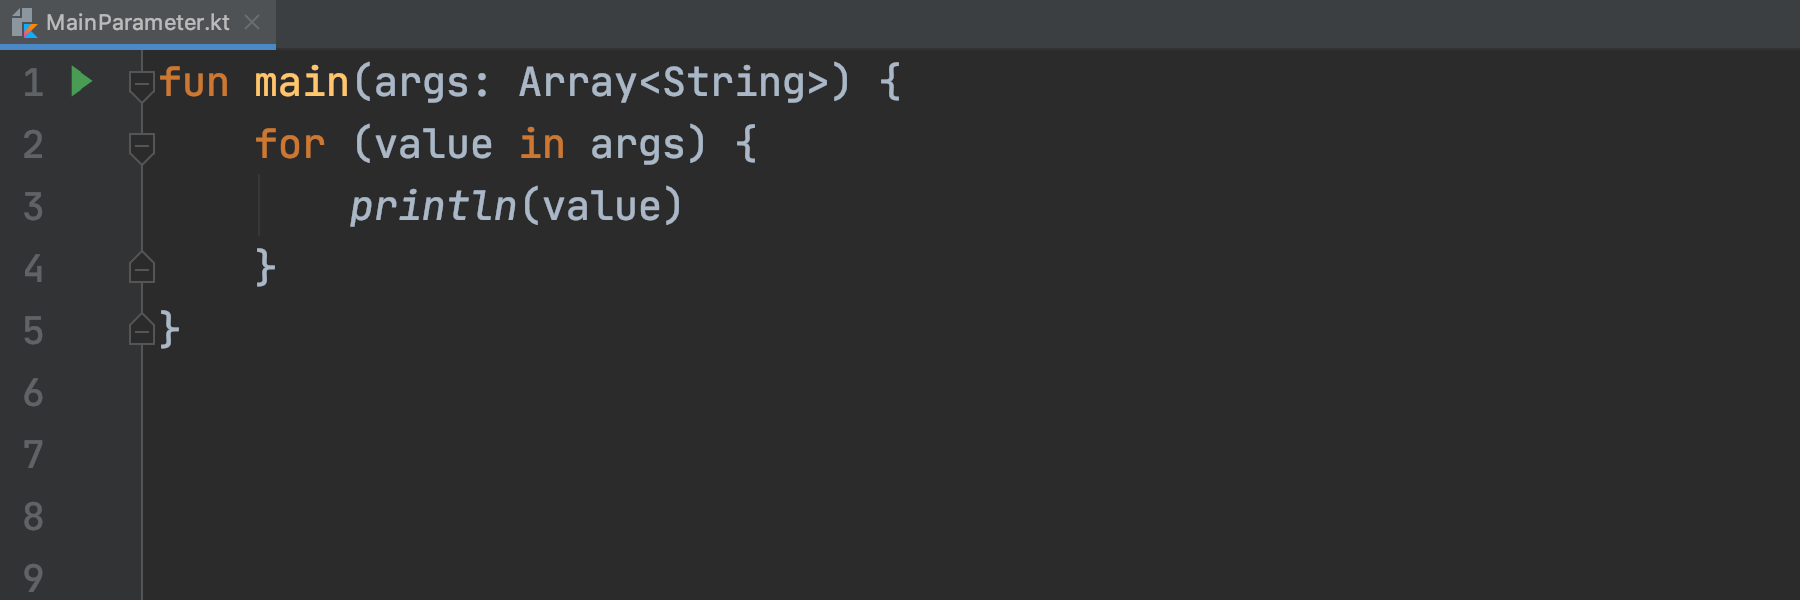 MainParameter.kt
1 fun main(args: Array<String>) {
2 for (value in args) {
3 println(value)
4 }
5 }
6
7
8
9